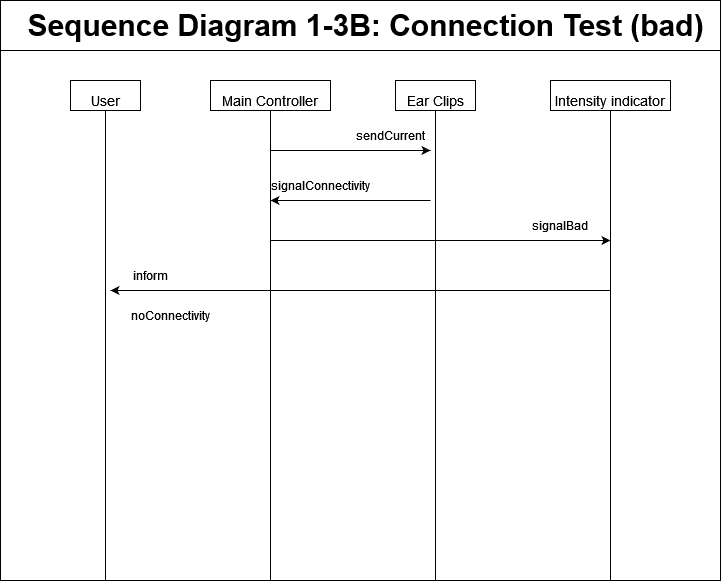 Sequence Diagram 1-3B: Connection Test (bad)
User
Main Controller
Ear Clips
Intensity indicator
sendCurrent
signalConnectivity
signalBad
inform
noConnectivity